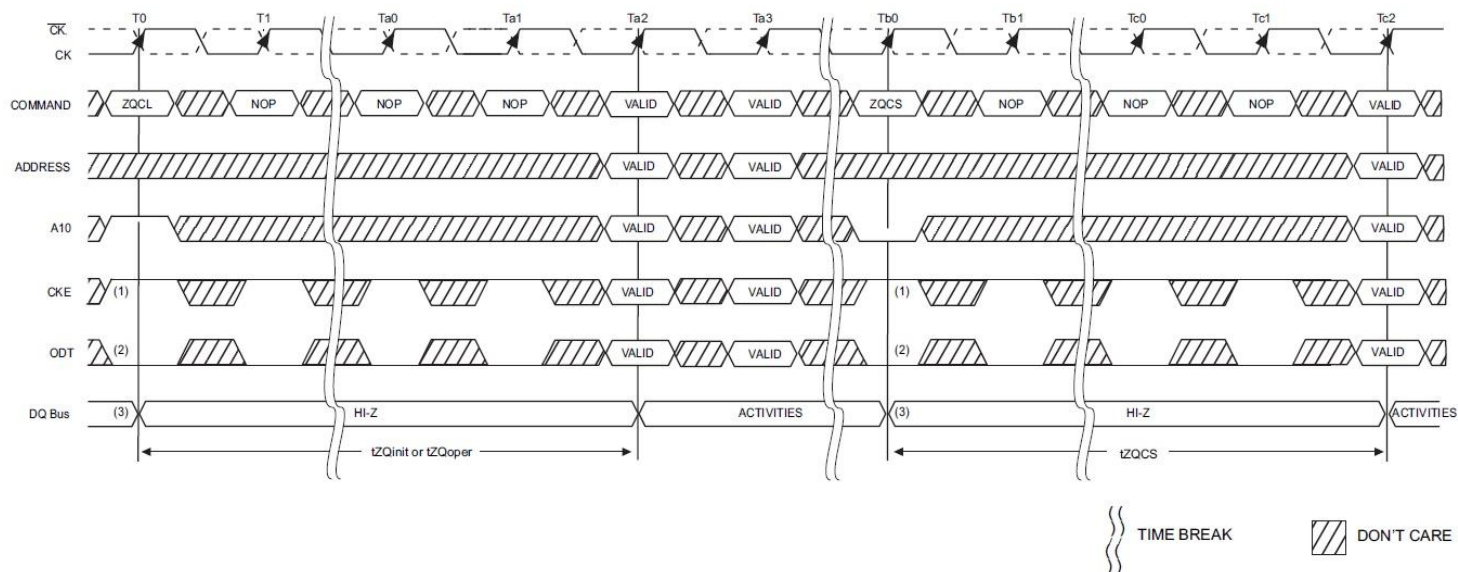 T0 T1 Ta0 Ta1 Ta2 Ta3 Tb0 Tb1 Tc0 Tc1 Tc2
CK
CK
COMMAND ZQCL NOP NOP NOP VALID VALID ZQCS NOP NOP NOP VALID
ADDRESS VALID VALID VALID
A10 VALID VALID VALID
CKE (1) VALID VALID (1) VALID
ODT (2) VALID VALID (2) VALID
DQ Bus (3) HI-Z ACTIVITIES (3) HI-Z ACTIVITIES
tZQinit or tZQoper tZQCS
TIME BREAK DON'T CARE